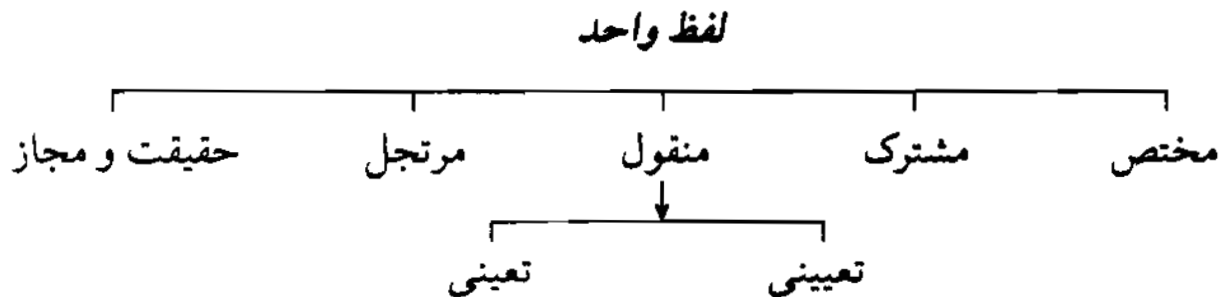 لفظ واحد
مختص مشترک منقول مرتجل حقیقت و مجاز
تعیینی تعینی